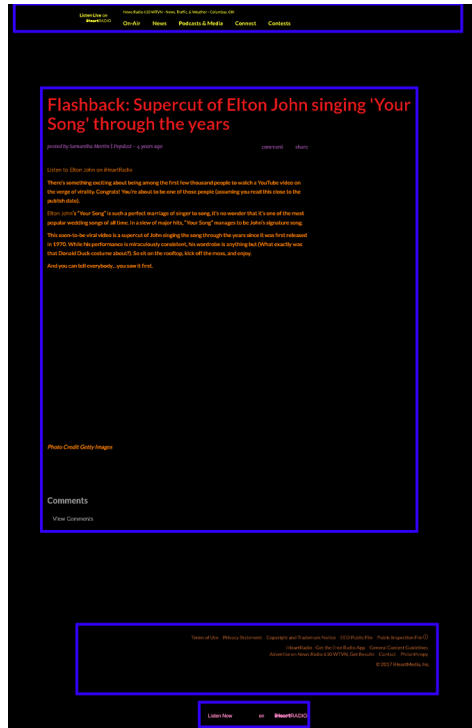 Listen Live on
iHeartRADIO
News Radio 610 WTVN - News, Traffic, & Weather - Columbus, OH
On-Air News Podcasts & Media Connect Contests
Flashback: Supercut of Elton John singing 'Your
Song' through the years
posted by Samantha Martin | Popdust - 4 years ago comment share
Listen to Elton John on iHeartRadio
There's something exciting about being among the first few thousand people to watch a YouTube video on
the verge of virality. Congrats! You're about to be one of those people (assuming you read this close to the
publish date).
Elton John's "Your Song" is such a perfect marriage of singer to song, it's no wonder that it's one of the most
popular wedding songs of all time. In a slew of major hits, "Your Song" manages to be John's signature song.
This soon-to-be viral video is a supercut of John singing the song through the years since it was first released
in 1970. While his performance is miraculously consistent, his wardrobe is anything but (What exactly was
that Donald Duck costume about?). So sit on the rooftop, kick off the moss, and enjoy.
And you can tell everybody...you saw it first.
Photo Credit Getty Images
Comments
View Comments
Terms of Use Privacy Statement Copyright and Trademark Notice EEO Public File Public Inspection File
iHeartRadio - Get the Free Radio App General Contest Guidelines
Advertise on News Radio 610 WTVN, Get Results Contact Philanthropy
© 2017 iHeartMedia, Inc.
Listen Now on iHeartRADIO